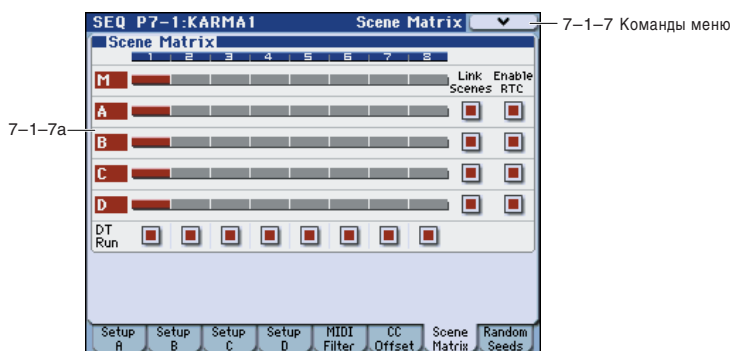 SEQ P7-1:KARMA1 Scene Matrix
7–1–7 Команды меню
Scene Matrix
1 2 3 4 5 6 7 8
M
Link Scenes
Enable RTC
A
7–1–7a
B
C
D
DT Run
Setup A
Setup B
Setup C
Setup D
MIDI Filter
CC Offset
Scene Matrix
Random Seeds